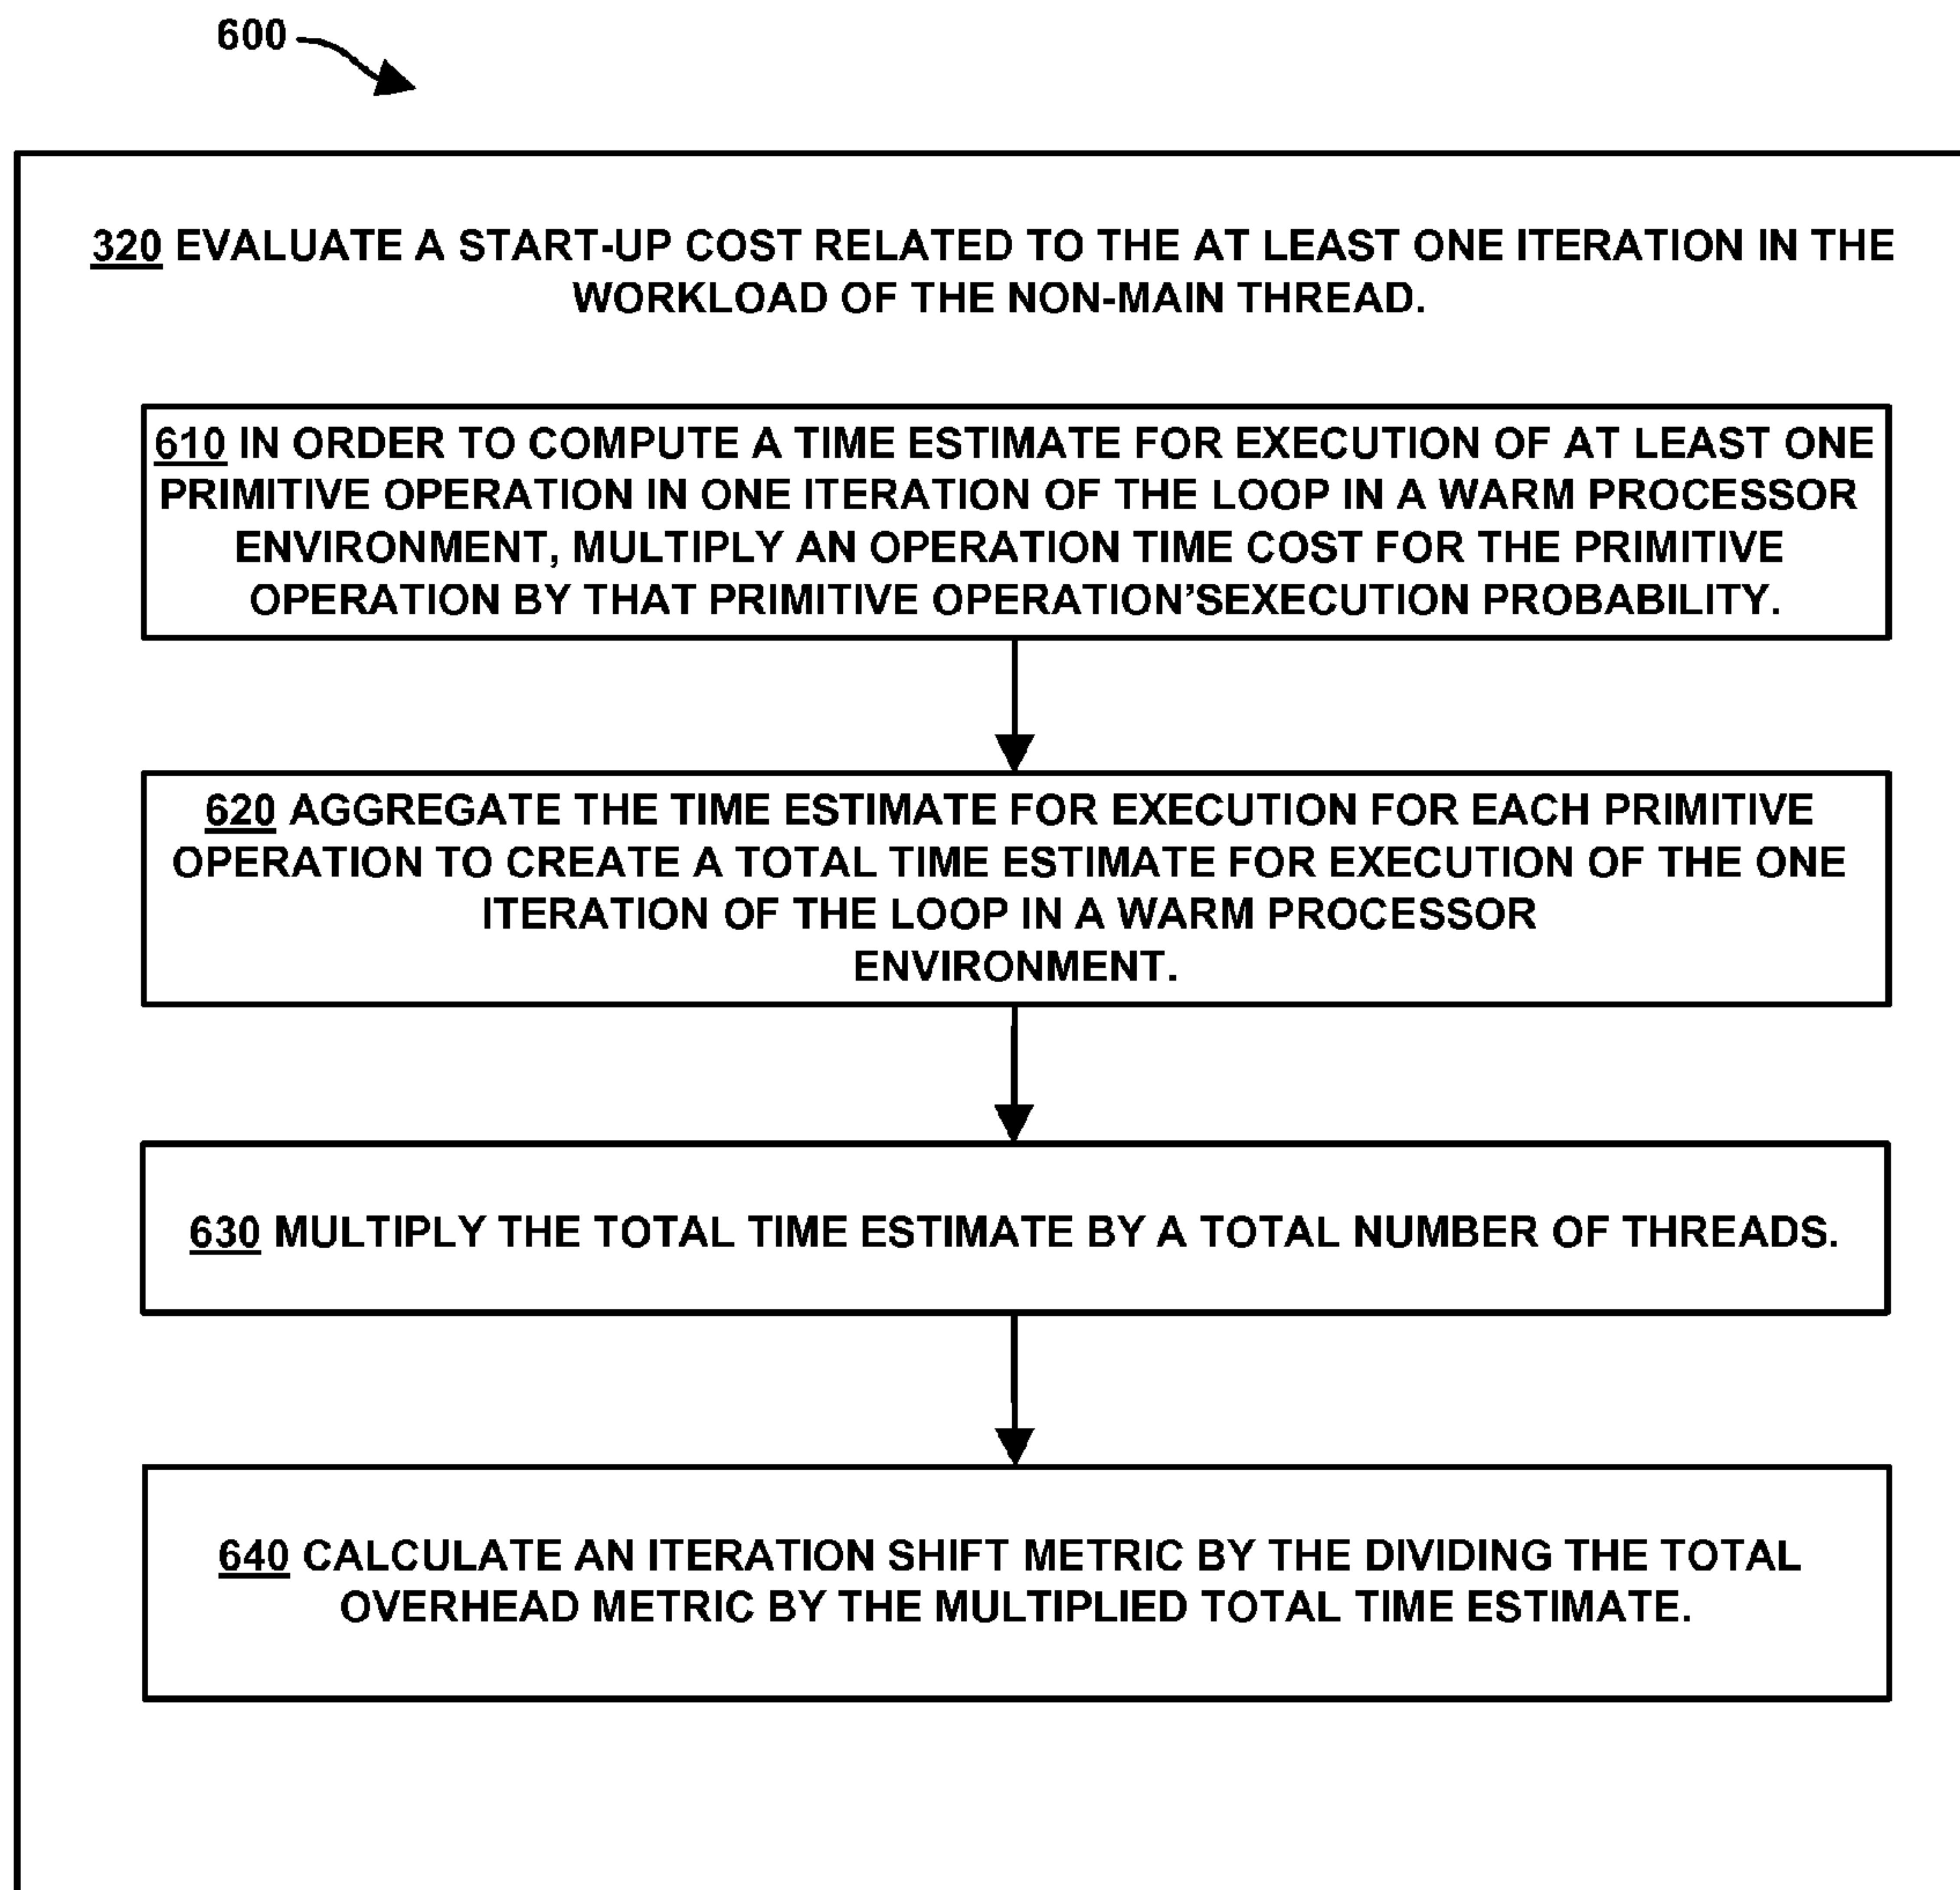 600
320 EVALUATE A START-UP COST RELATED TO THE AT LEAST ONE ITERATION IN THE
WORKLOAD OF THE NON-MAIN THREAD.
610 IN ORDER TO COMPUTE A TIME ESTIMATE FOR EXECUTION OF AT LEAST ONE
PRIMITIVE OPERATION IN ONE ITERATION OF THE LOOP IN A WARM PROCESSOR
ENVIRONMENT, MULTIPLY AN OPERATION TIME COST FOR THE PRIMITIVE
OPERATION BY THAT PRIMITIVE OPERATION'SEXECUTION PROBABILITY.
620 AGGREGATE THE TIME ESTIMATE FOR EXECUTION FOR EACH PRIMITIVE
OPERATION TO CREATE A TOTAL TIME ESTIMATE FOR EXECUTION OF THE ONE
ITERATION OF THE LOOP IN A WARM PROCESSOR
ENVIRONMENT.
630 MULTIPLY THE TOTAL TIME ESTIMATE BY A TOTAL NUMBER OF THREADS.
640 CALCULATE AN ITERATION SHIFT METRIC BY THE DIVIDING THE TOTAL
OVERHEAD METRIC BY THE MULTIPLIED TOTAL TIME ESTIMATE.